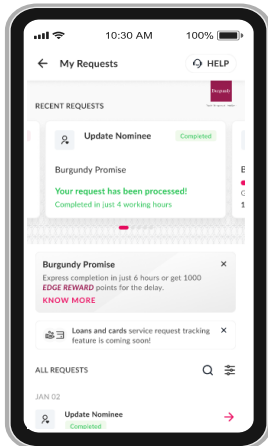 10:30 AM 100%
My Requests HELP
Burgundy
RECENT REQUESTS
Update Nominee Completed
Burgundy Promise B
Your request has been processed!
Completed in just 4 working hours
Burgundy Promise
Express completion in just 6 hours or get 1000
EDGE REWARD points for the delay.
KNOW MORE
Loans and cards service request tracking
feature is coming soon!
ALL REQUESTS
JAN 02
Update Nominee
Completed